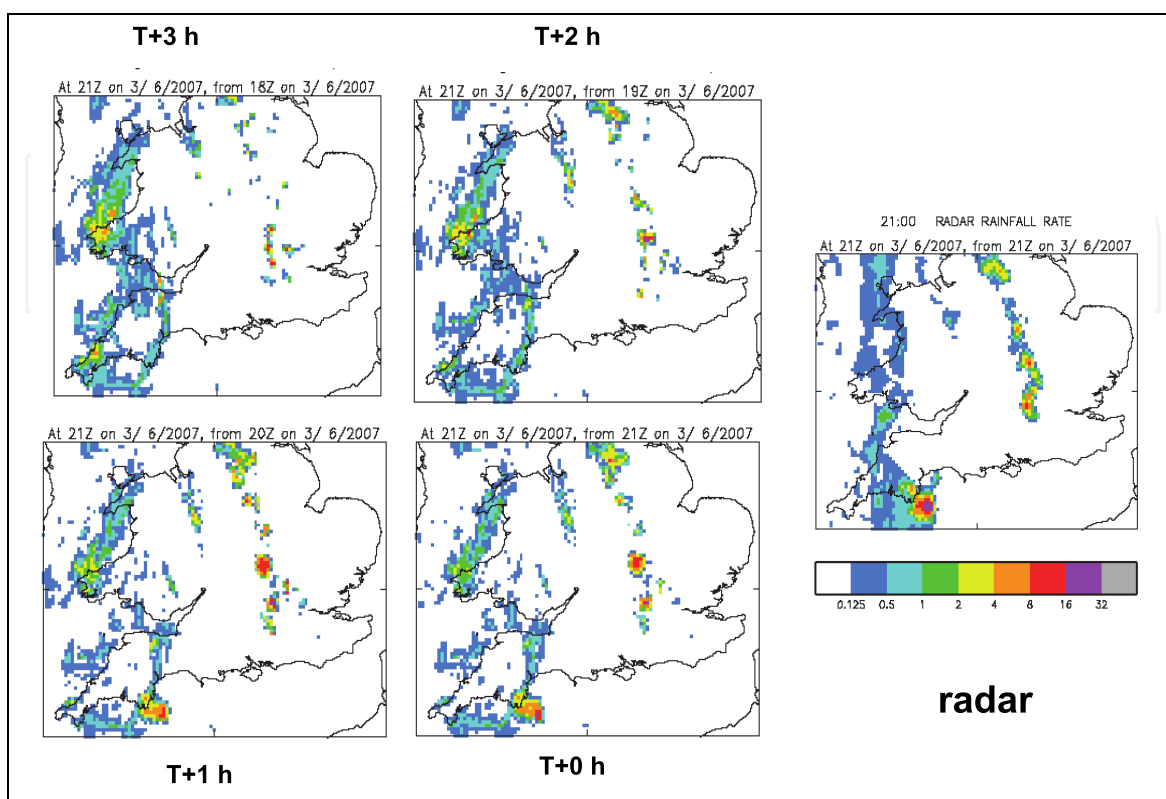 T+3 h
T+2 h
At 21Z on 3/ 6/2007, from 18Z on 3/ 6/2007
At 21Z on 3/ 6/2007, from 19Z on 3/ 6/2007
21:00 RADAR RAINFALL RATE
At 21Z on 3/ 6/2007, from 21Z on 3/ 6/2007
At 21Z on 3/ 6/2007, from 20Z on 3/ 6/2007
At 21Z on 3/ 6/2007, from 21Z on 3/ 6/2007
0.125 0.5 1 2 4 8 16 32
radar
T+1 h
T+0 h